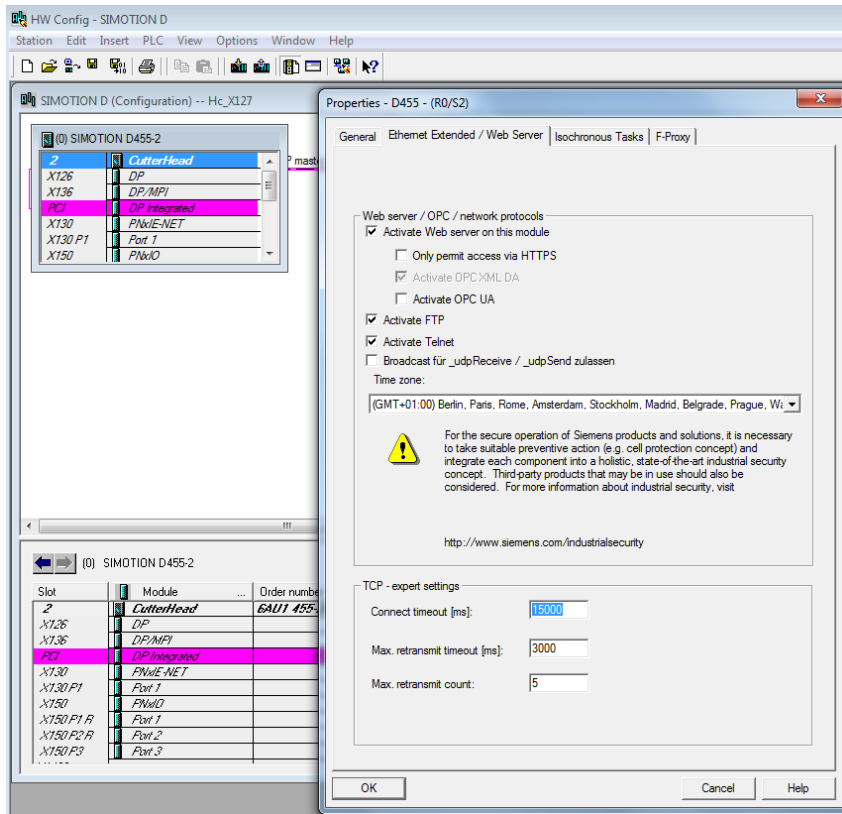 HW Config - SIMOTION D
Station Edit Insert PLC View Options Window Help
SIMOTION D (Configuration) -- Hc_X127
(0) SIMOTION D455-2
2 CutterHead
X126 DP
X136 DP/MPI
PCI DP Integrated
X130 PNxIE-NET
X130 P1 Port 1
X150 PNxIO
P mast
Properties - D455 - (R0/S2)
General Ethernet Extended / Web Server Isochronous Tasks F-Proxy
Web server / OPC / network protocols
Activate Web server on this module
Only permit access via HTTPS
Activate OPC XML DA
Activate OPC UA
Activate FTP
Activate Telnet
Broadcast für _udpReceive / _udpSend zulassen
Time zone:
(GMT+01:00) Berlin, Paris, Rome, Amsterdam, Stockholm, Madrid, Belgrade, Prague, Wa
For the secure operation of Siemens products and solutions, it is necessary
to take suitable preventive action (e.g. cell protection concept) and
integrate each component into a holistic, state-of-the-art industrial security
concept. Third-party products that may be in use should also be
considered. For more information about industrial security, visit
http://www.siemens.com/industrialsecurity
TCP - expert settings
Connect timeout [ms]: 15000
Max. retransmit timeout [ms]: 3000
Max. retransmit count: 5
OK Cancel Help
(0) SIMOTION D455-2
Slot Module ... Order numbe
2 CutterHead 6AU1 455-
X126 DP
X136 DP/MPI
PCI DP Integrated
X130 PNxIE-NET
X130 P1 Port 1
X150 PNxIO
X150 P1 R Port 1
X150 P2 R Port 2
X150 P3 Port 3